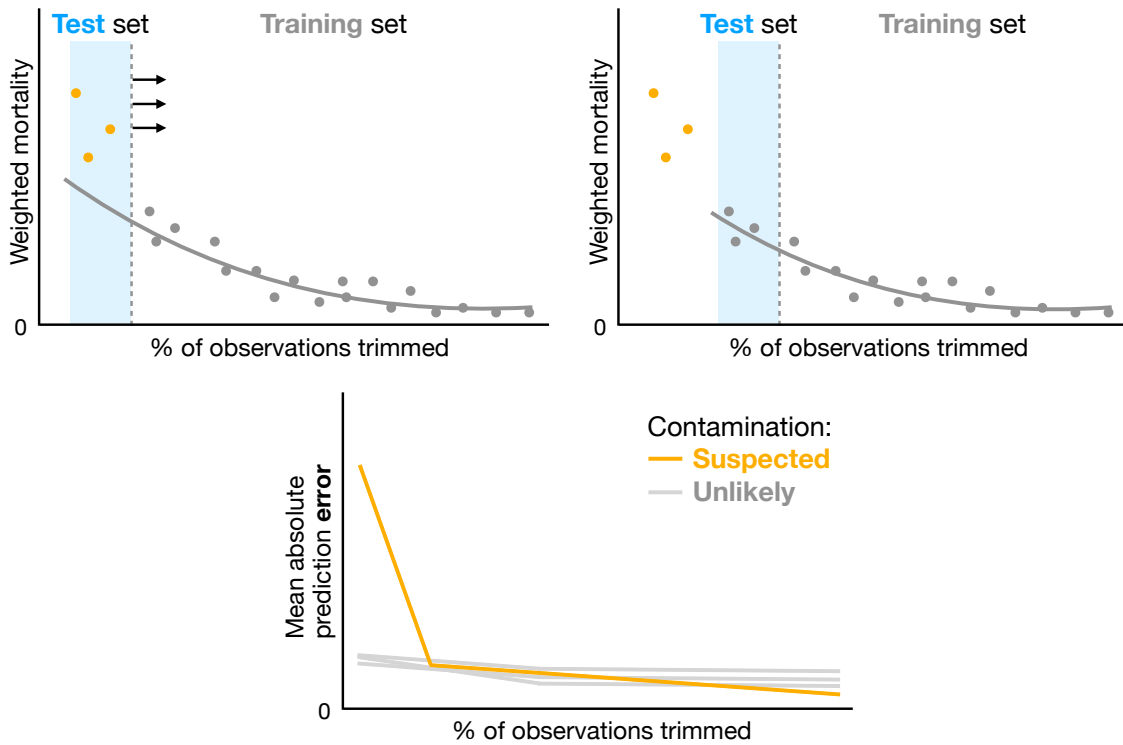 Test set
Training set
Weighted mortality
0
% of observations trimmed
Test set
Training set
Weighted mortality
0
% of observations trimmed
Mean absolute
prediction error
0
% of observations trimmed
Contamination:
Suspected
Unlikely